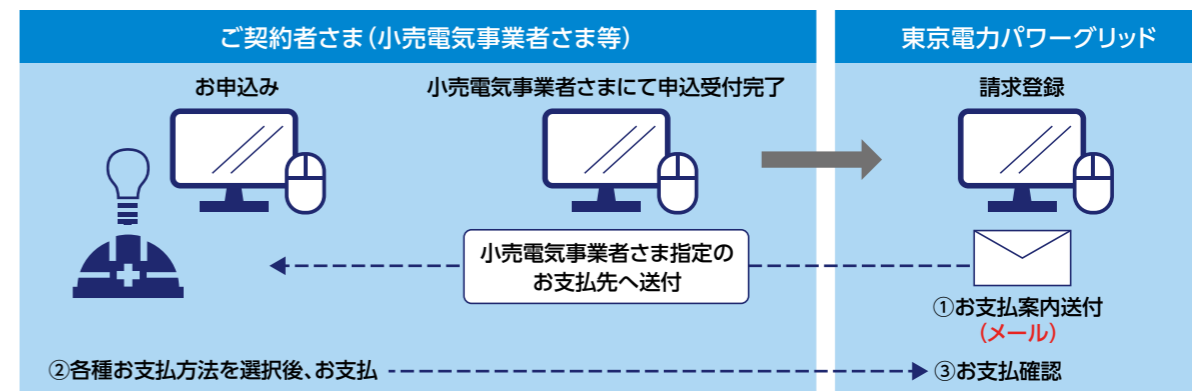 ご契約者さま(小売電気事業者さま等)
東京電力パワーグリッド
お申込み
小売電気事業者さまにて申込受付完了
請求登録
小売電気事業者さま指定の
お支払先へ送付
①お支払案内送付
(メール)
②各種お支払方法を選択後、お支払
③お支払確認